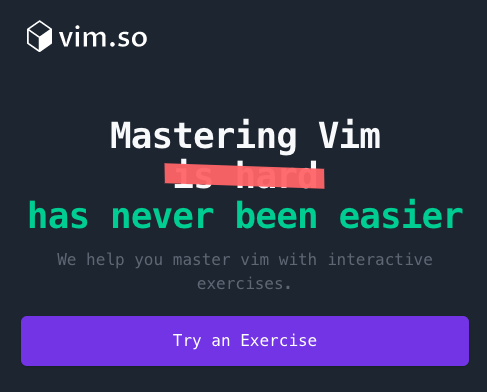 vim.so
Mastering Vim
is hard
has never been easier
We help you master vim with interactive
exercises.
Try an Exercise